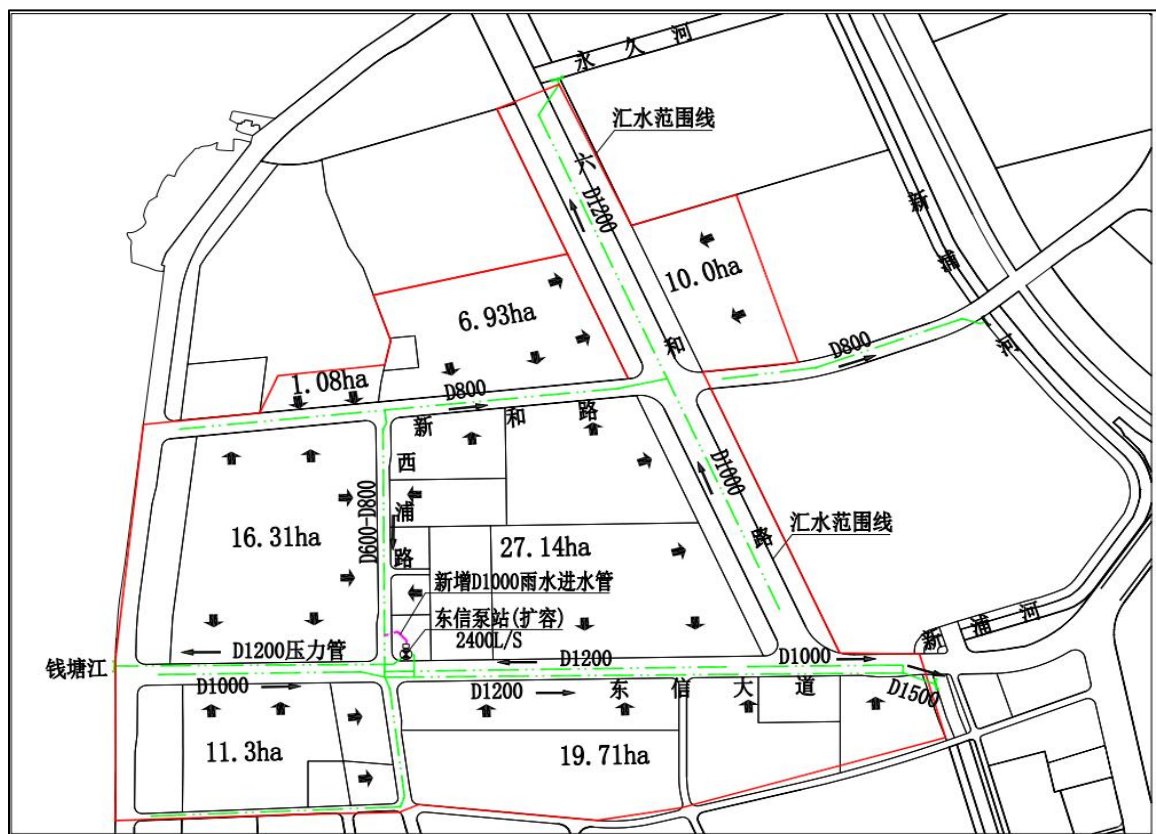 永久河
汇水范围线
六和路
D1200
新浦河
10.0ha
6.93ha
D800
1.08ha
D800
新和路
西浦路
D600-D800
D1000
汇水范围线
16.31ha
27.14ha
新增D1000雨水进水管
东信泵站(扩容)
2400L/S
新浦河
钱塘江
D1200压力管
D1200
D1000
D1000
D1200
东信大道
D1500
11.3ha
19.71ha